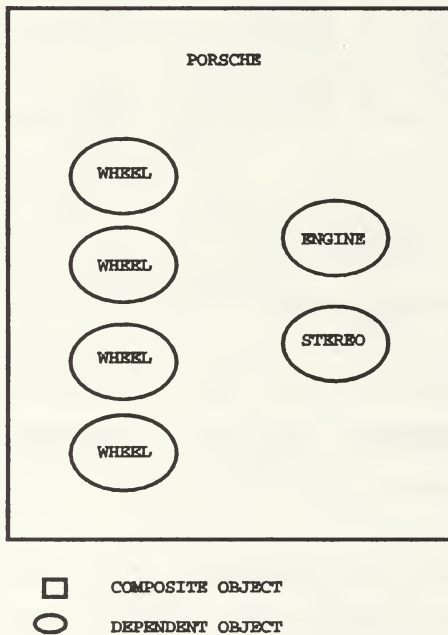 PORSCHE
WHEEL
WHEEL
WHEEL
WHEEL
ENGINE
STEREO
COMPOSITE OBJECT
DEPENDENT OBJECT